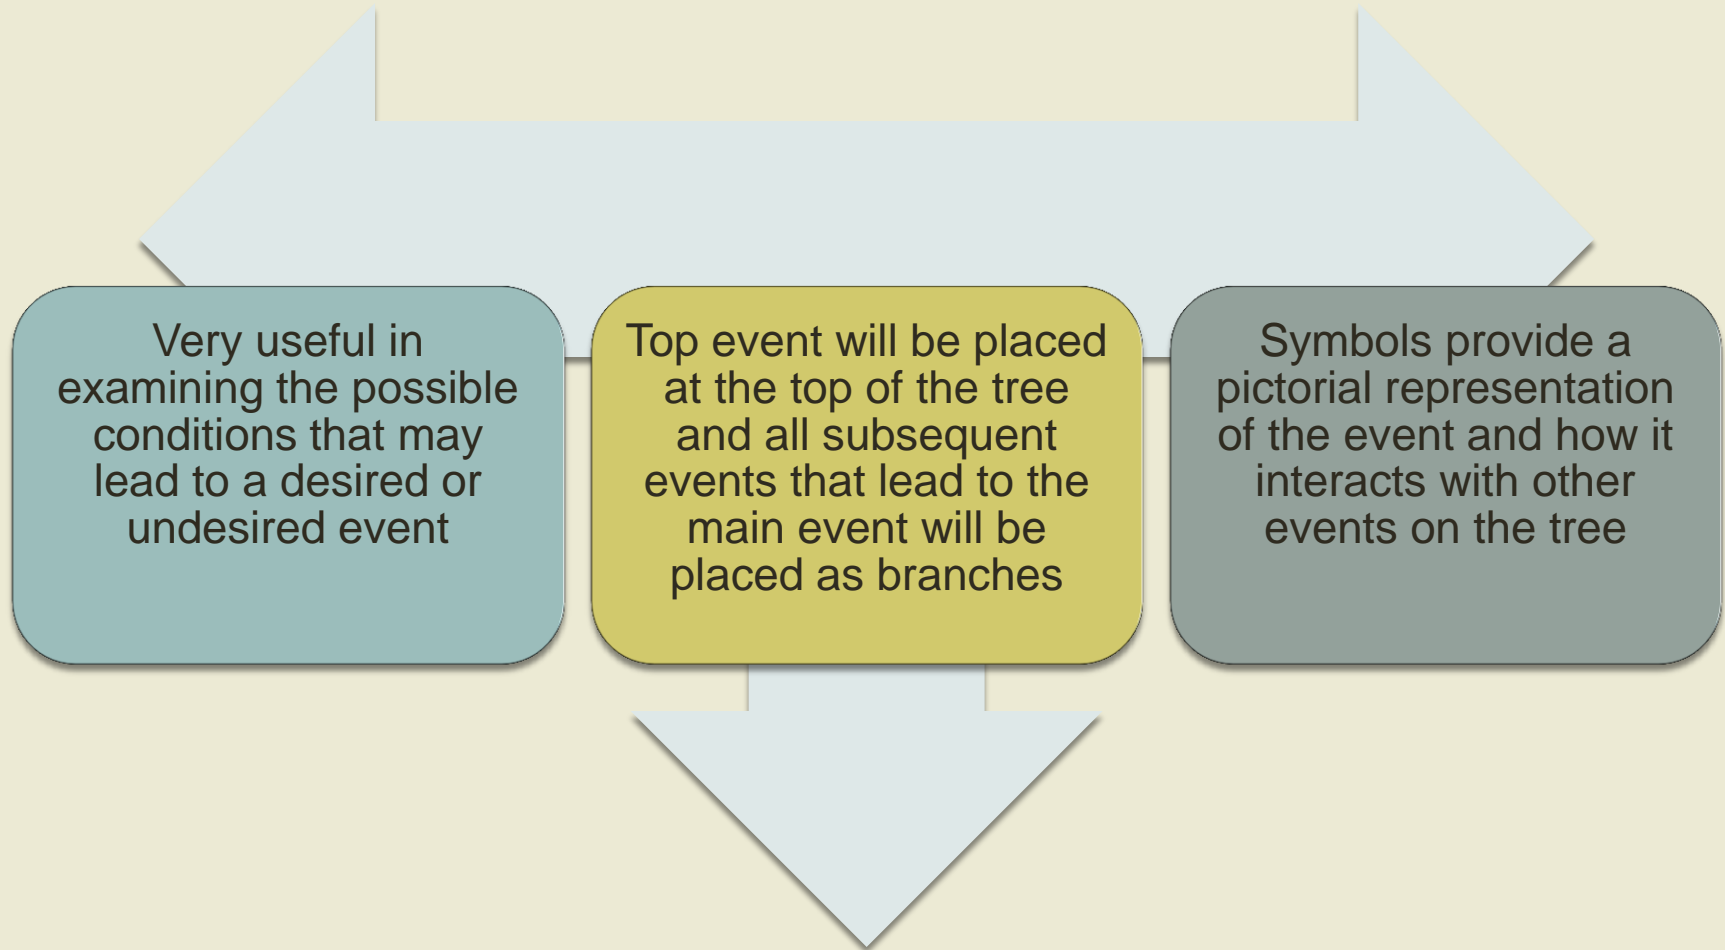 Very useful in
examining the possible
conditions that may
lead to a desired or
undesired event
Top event will be placed
at the top of the tree
and all subsequent
events that lead to the
main event will be
placed as branches
Symbols provide a
pictorial representation
of the event and how it
interacts with other
events on the tree